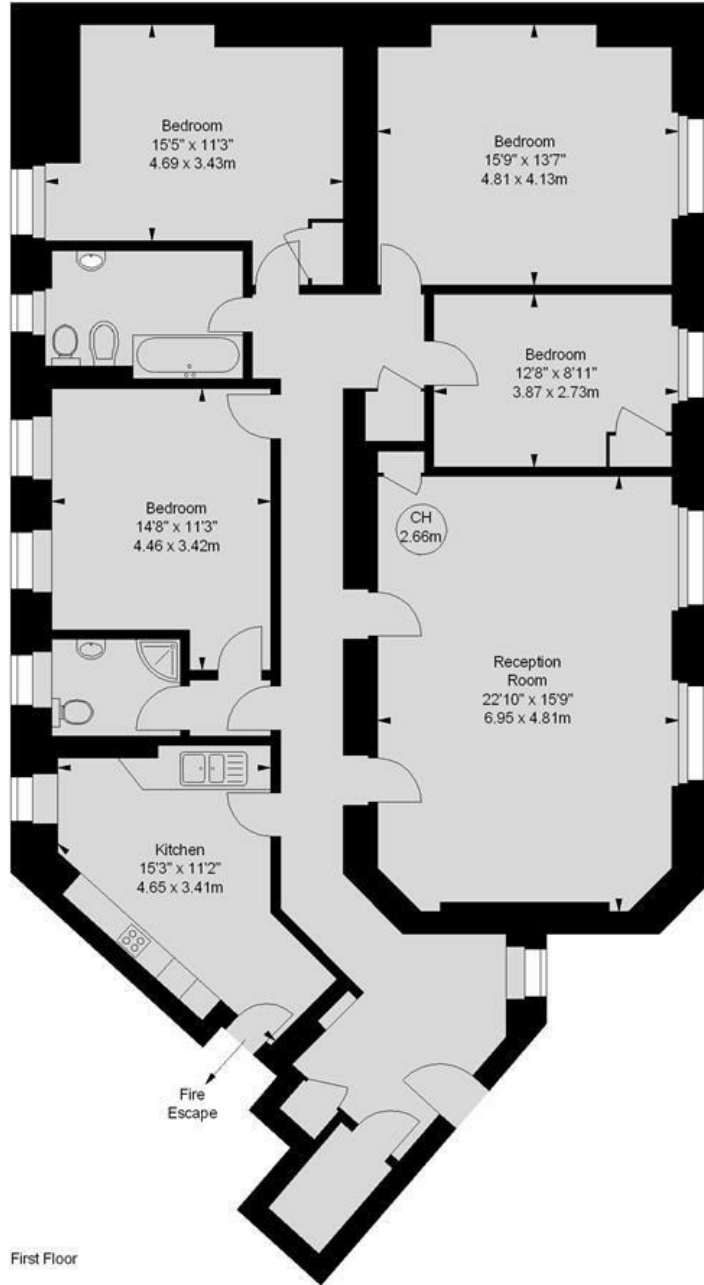 Bedroom
15'5" x 11'3"
4.69 x 3.43m
Bedroom
15'9" x 13'7"
4.81 x 4.13m
Bedroom
12'8" x 8'11"
3.87 x 2.73m
Bedroom
14'8" x 11'3"
4.46 x 3.42m
CH
2.66m
Reception
Room
22'10" x 15'9"
6.95 x 4.81m
Kitchen
15'3" x 11'2"
4.65 x 3.41m
Fire
Escape
First Floor